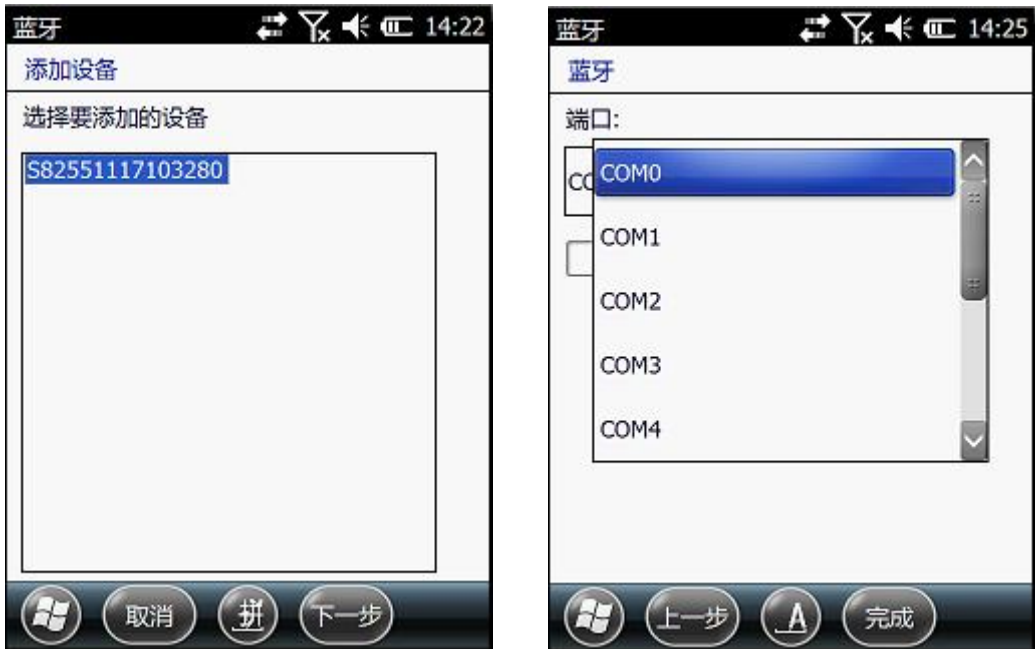 蓝牙 14:22
添加设备
选择要添加的设备
S82551117103280
取消 拼 下一步
蓝牙 14:25
蓝牙
端口:
CO
COM0
COM1
COM2
COM3
COM4
上一步 A 完成